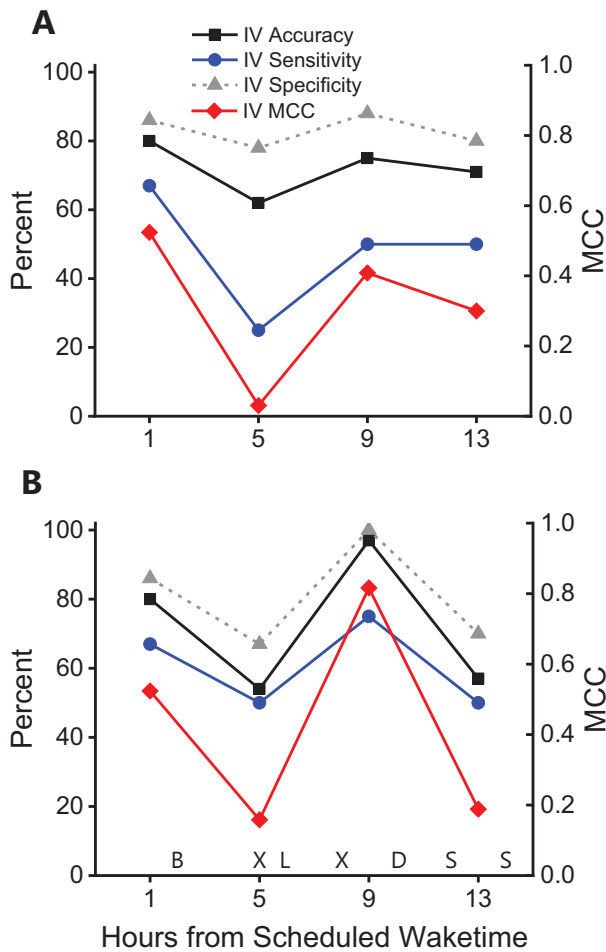 A
IV Accuracy
IV Sensitivity
IV Specificity
IV MCC
100
80
60
40
20
0
Percent
1.0
0.8
0.6
0.4
0.2
0.0
MCC
1 5 9 13
B
100
80
60
40
20
0
Percent
1.0
0.8
0.6
0.4
0.2
0.0
MCC
B X L X D S S
1 5 9 13
Hours from Scheduled Waketime